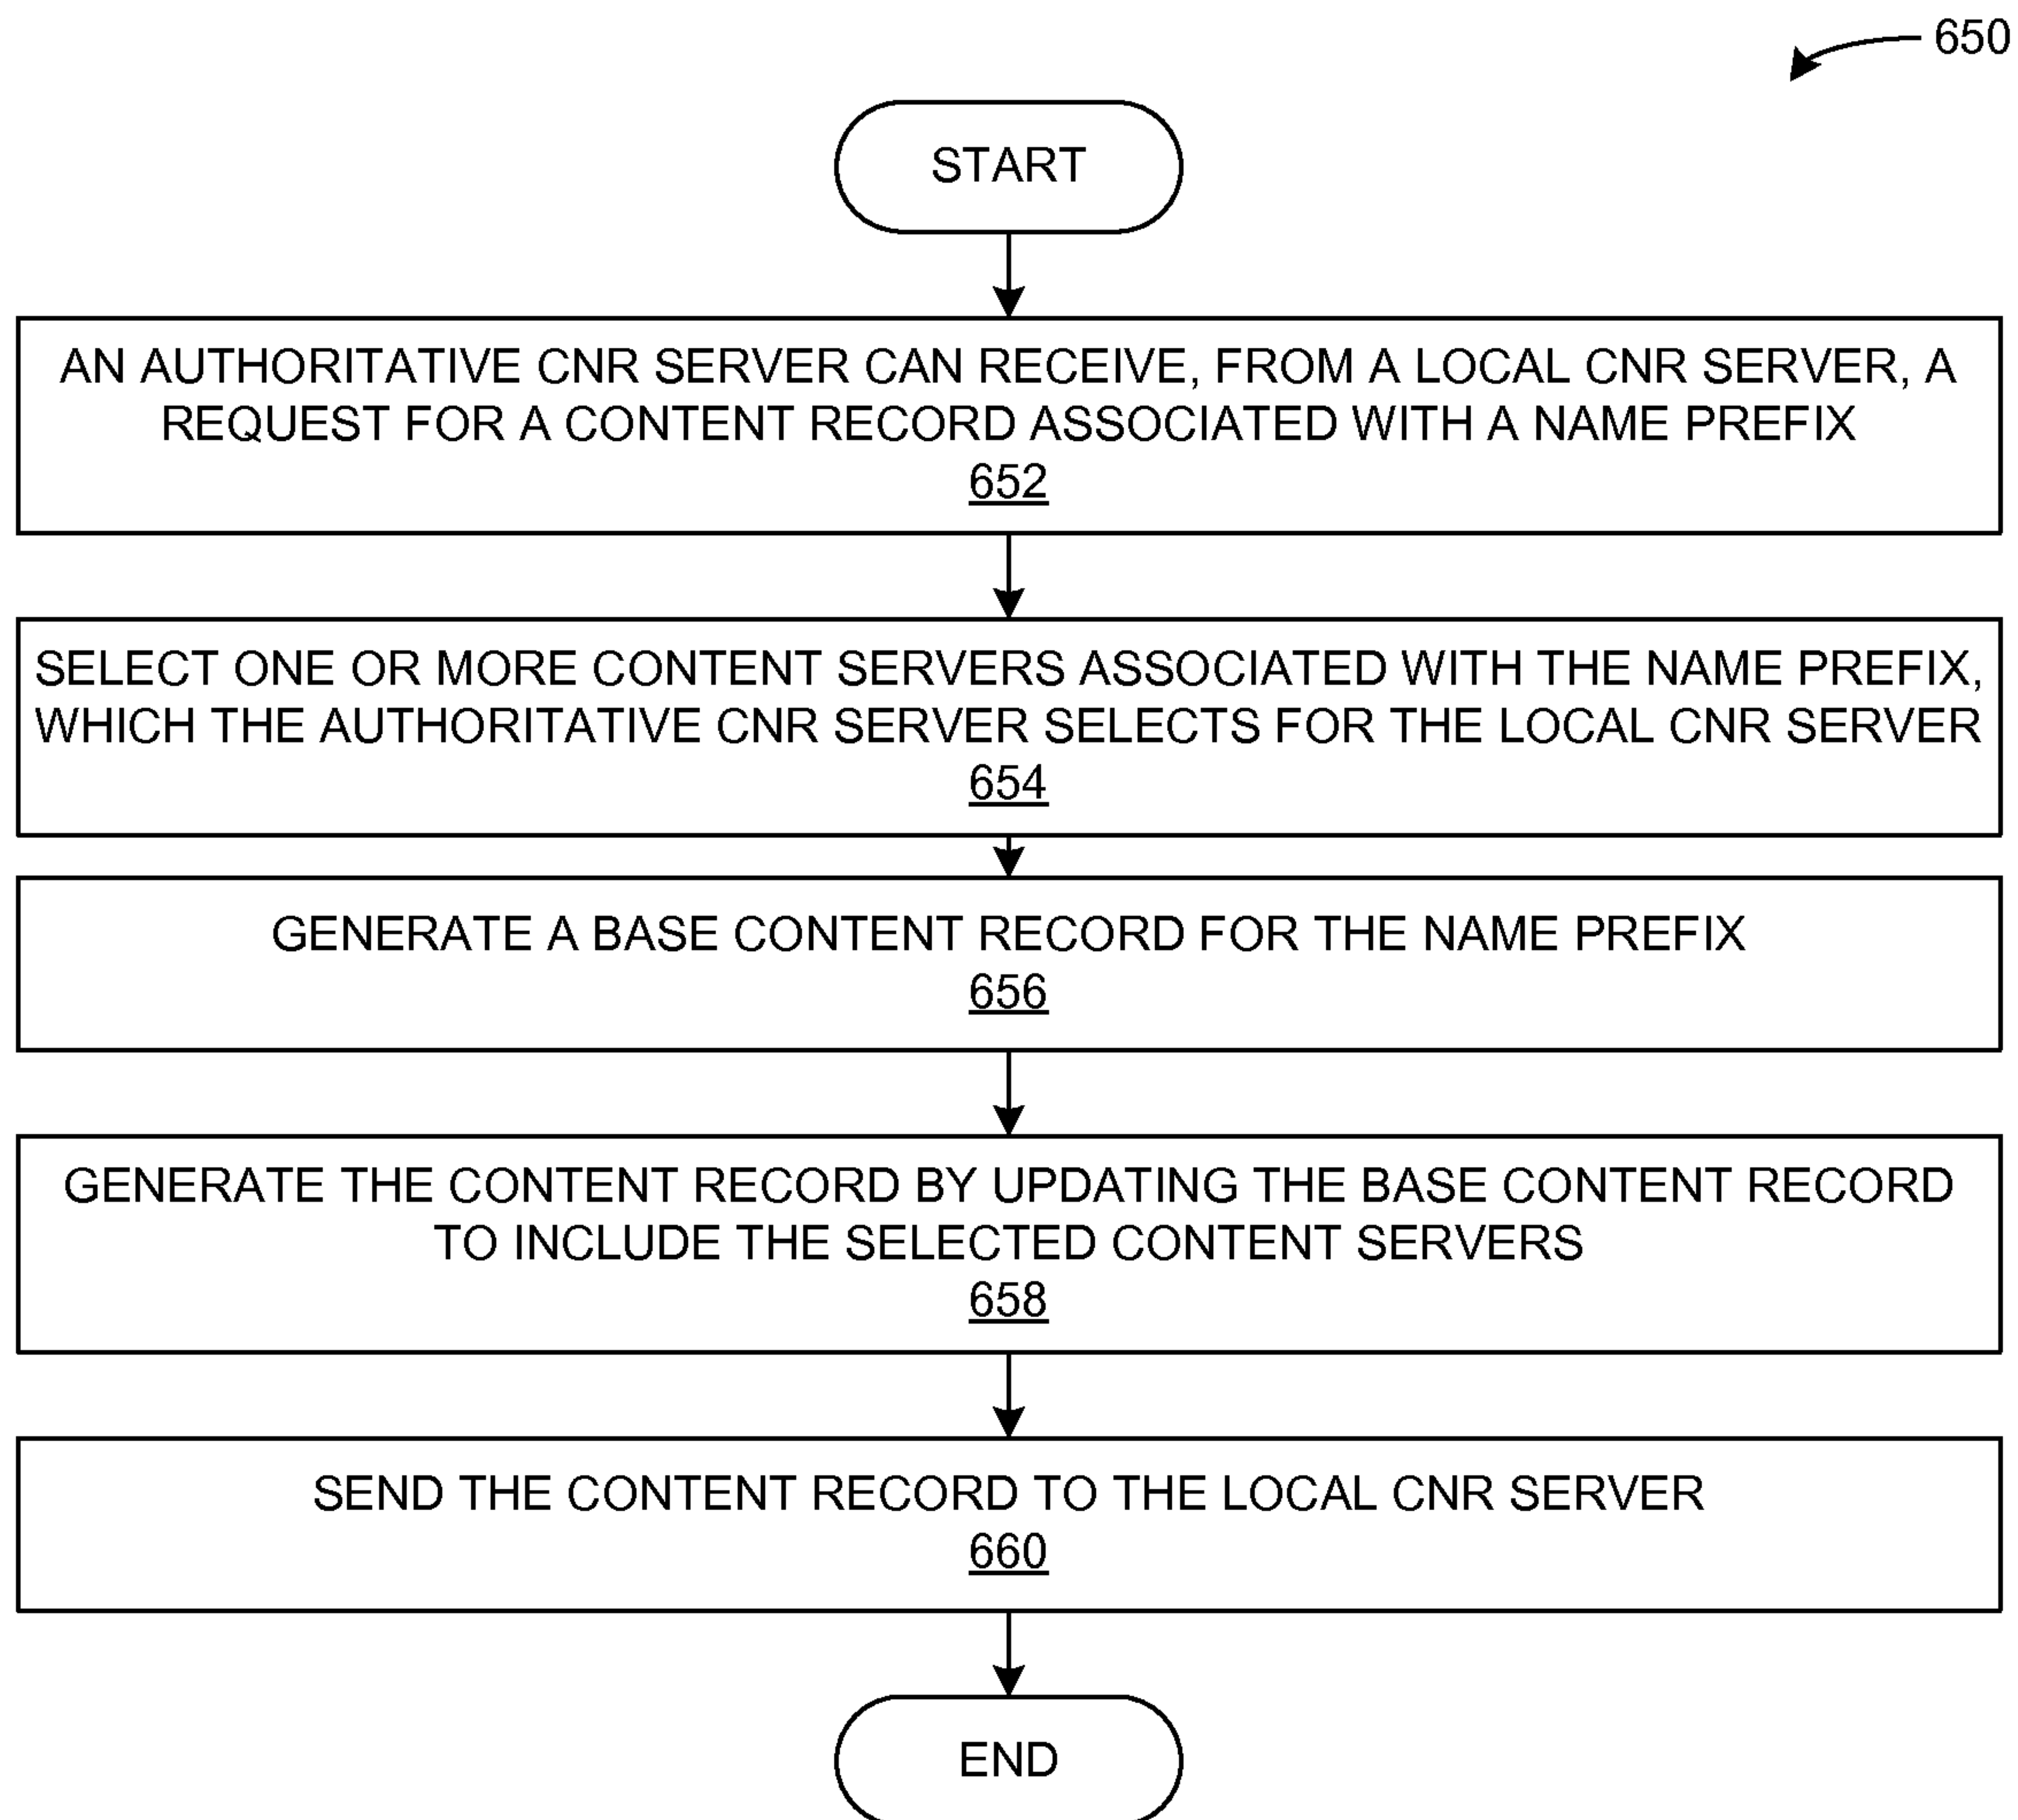 650
START
AN AUTHORITATIVE CNR SERVER CAN RECEIVE, FROM A LOCAL CNR SERVER, A
REQUEST FOR A CONTENT RECORD ASSOCIATED WITH A NAME PREFIX
652
SELECT ONE OR MORE CONTENT SERVERS ASSOCIATED WITH THE NAME PREFIX,
WHICH THE AUTHORITATIVE CNR SERVER SELECTS FOR THE LOCAL CNR SERVER
654
GENERATE A BASE CONTENT RECORD FOR THE NAME PREFIX
656
GENERATE THE CONTENT RECORD BY UPDATING THE BASE CONTENT RECORD
TO INCLUDE THE SELECTED CONTENT SERVERS
658
SEND THE CONTENT RECORD TO THE LOCAL CNR SERVER
660
END